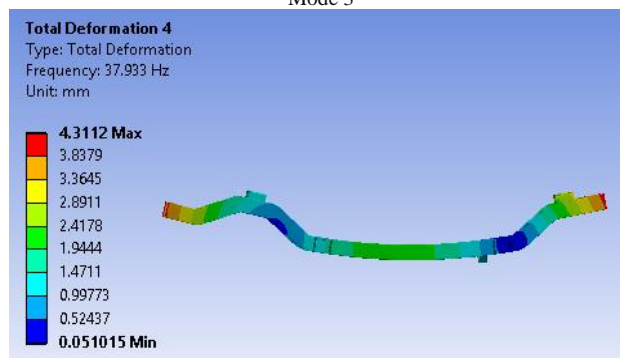 Mode 3
Total Deformation 4
Type: Total Deformation
Frequency: 37.933 Hz
Unit: mm
4.3112 Max
3.8379
3.3645
2.8911
2.4178
1.9444
1.4711
0.99773
0.52437
0.051015 Min